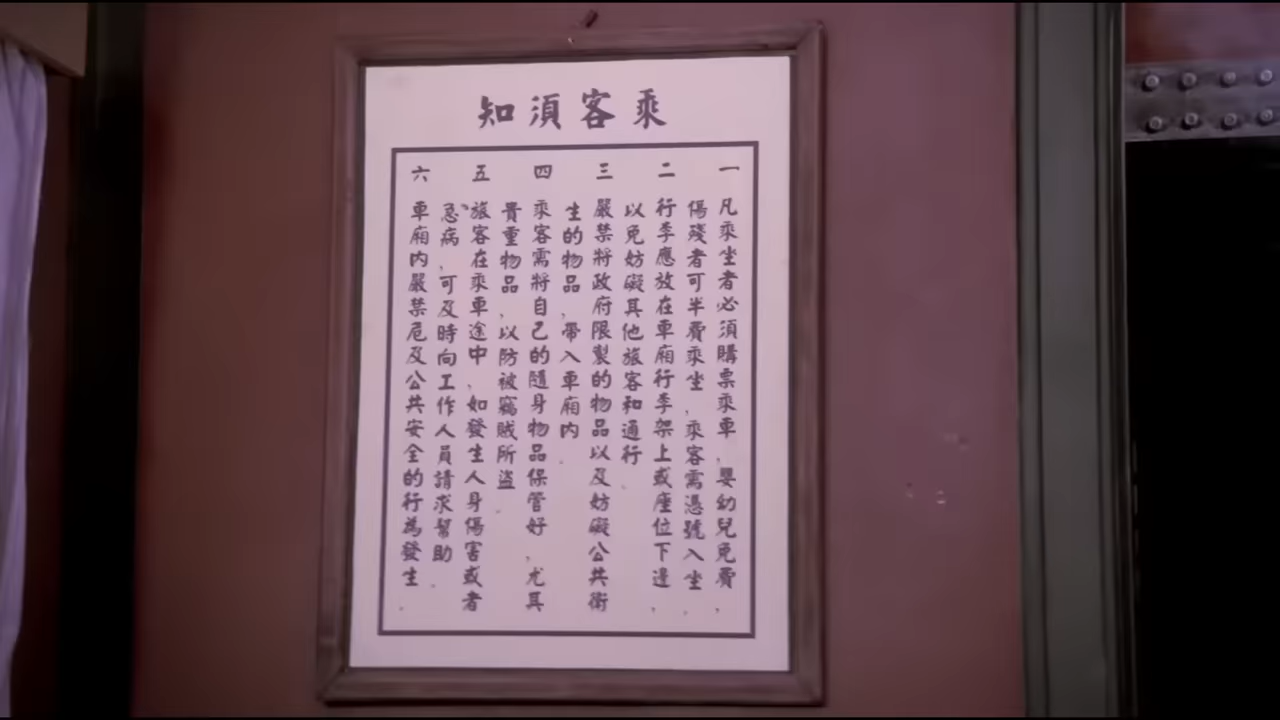 乘客須知
一 凡乘坐者必須購票乘車，嬰幼兒免費，
傷殘者可半費乘坐，乘客需憑號入坐。
二 行李應放在車廂行李架上或座位下邊，
以免妨礙其他旅客和通行。
三 嚴禁將政府限製的物品以及妨礙公共衛
生的物品，帶入車廂内。
四 乘客需將自己的隨身物品保管好，尤其
貴重物品，以防被竊賊所盜。
五 旅客在乘車途中，如發生人身傷害或者
急病，可及時向工作人員請求幫助。
六 車廂内嚴禁危及公共安全的行為發生。